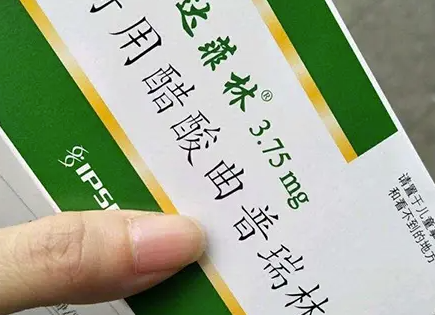 达菲林® 3.75 mg
用醋酸曲普瑞林
IPS
请置于儿童
和看不到的地方